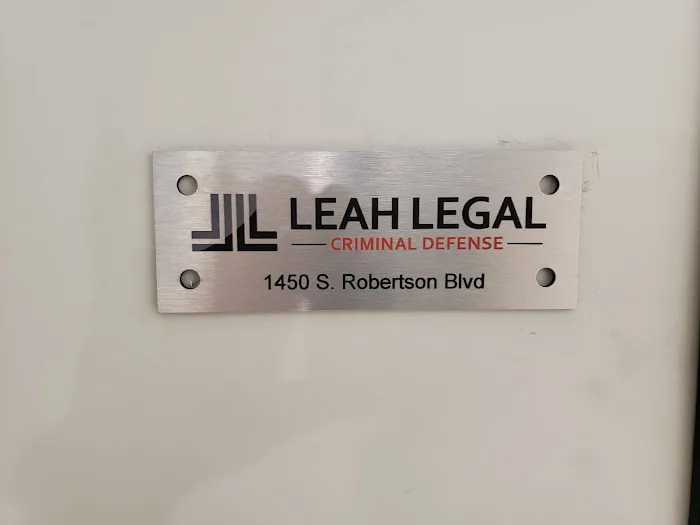 LEAH LEGAL
CRIMINAL DEFENSE
1450 S. Robertson Blvd